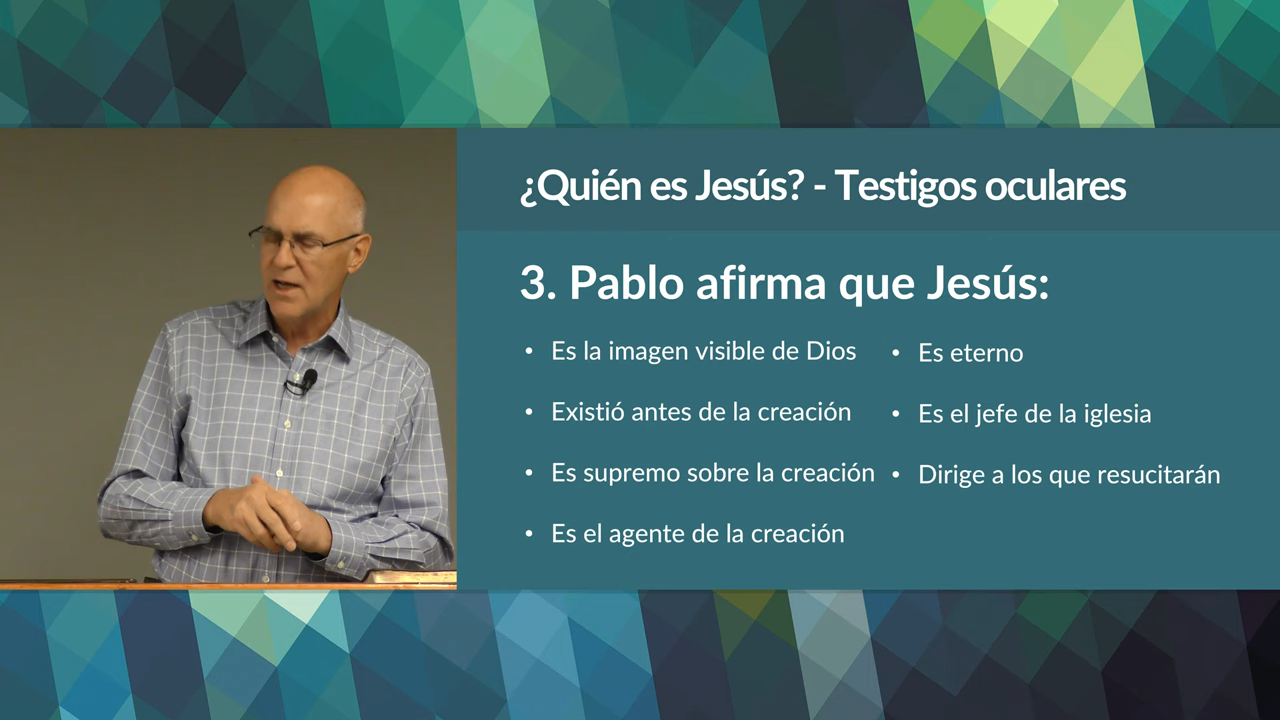 ¿Quién es Jesús? - Testigos oculares
3. Pablo afirma que Jesús:
• Es la imagen visible de Dios
• Existió antes de la creación
• Es supremo sobre la creación
• Es el agente de la creación
• Es eterno
• Es el jefe de la iglesia
• Dirige a los que resucitarán